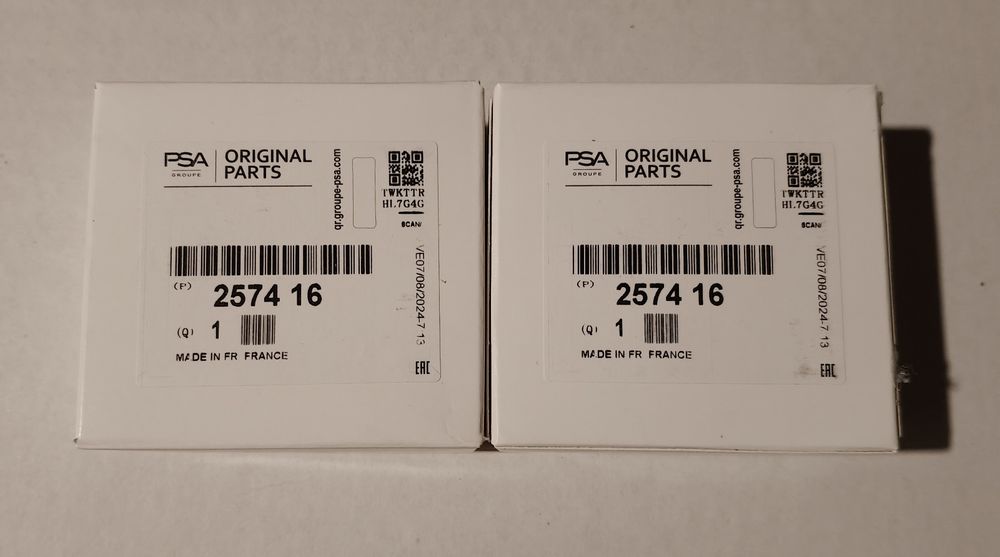 PSA
GROUPE
ORIGINAL
PARTS
qr.groupe-psa.com
TWKTTR
HL7G4G
SCAN
(P)
2574 16
(Q) 1
MADE IN FR FRANCE
VE07/08/2024-7 13
EAC
PSA
GROUPE
ORIGINAL
PARTS
qr.groupe-psa.com
TWKTTR
HL7G4G
SCAN
(P)
2574 16
(Q) 1
MADE IN FR FRANCE
VE07/08/2024-7 13
EAC